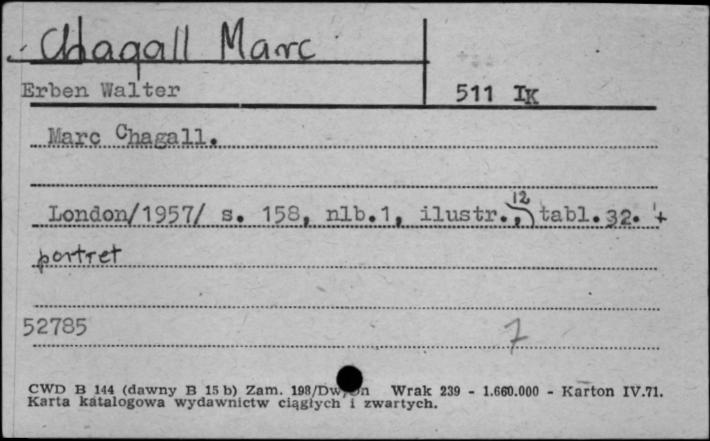 Chagall Marc
Erben Walter
511 IK
Marc Chagall.
London/1957/ s. 158, nlb.1, ilustr. 12, tabl. 32. +
portret
52785
7
CWD B 144 (dawny B 15 b) Zam. 198/Dw/ Wrak 239 - 1.660.000 - Karton IV.71.
Karta katalogowa wydawnictw ciągłych i zwartych.